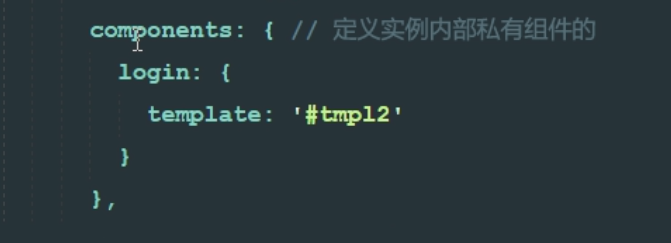 components: { // 定义实例内部私有组件的
login: {
template: '#tmpl2'
}
},